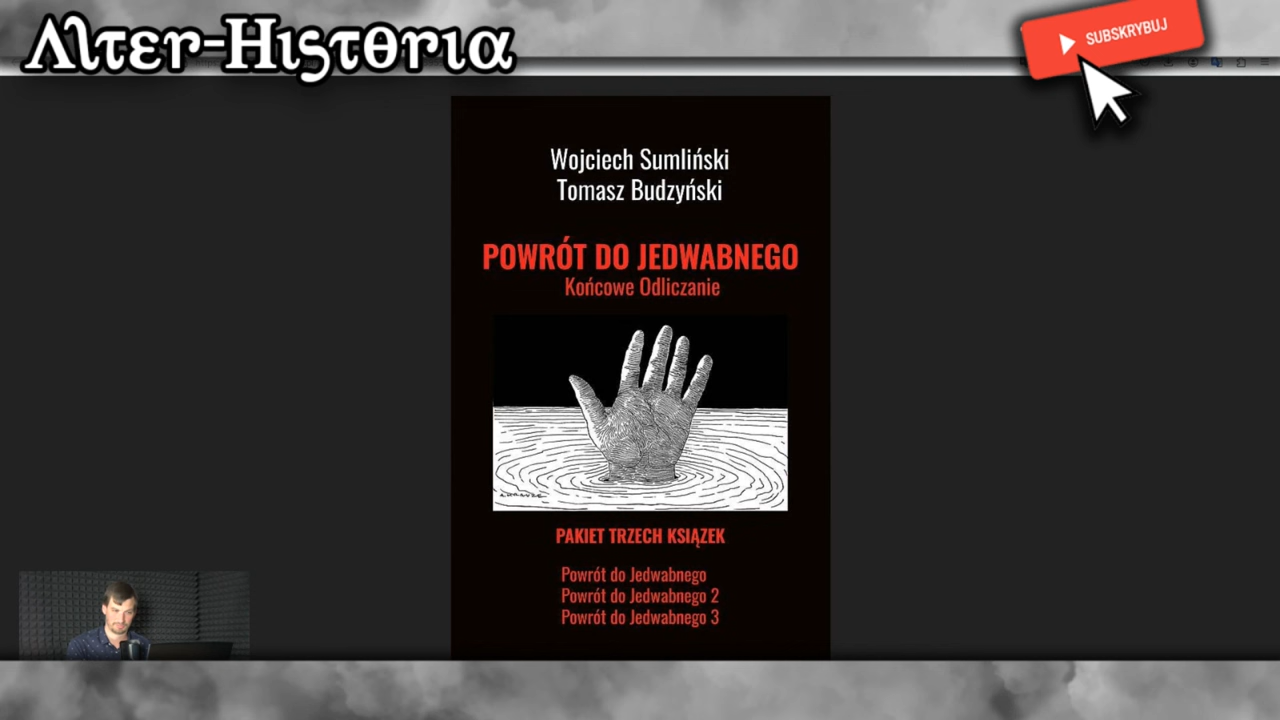 Alter-Historia
SUBSKRYBUJ
Wojciech Sumliński
Tomasz Budzyński
POWRÓT DO JEDWABNEGO
Końcowe Odliczanie
PAKIET TRZECH KSIĄZEK
Powrót do Jedwabnego
Powrót do Jedwabnego 2
Powrót do Jedwabnego 3